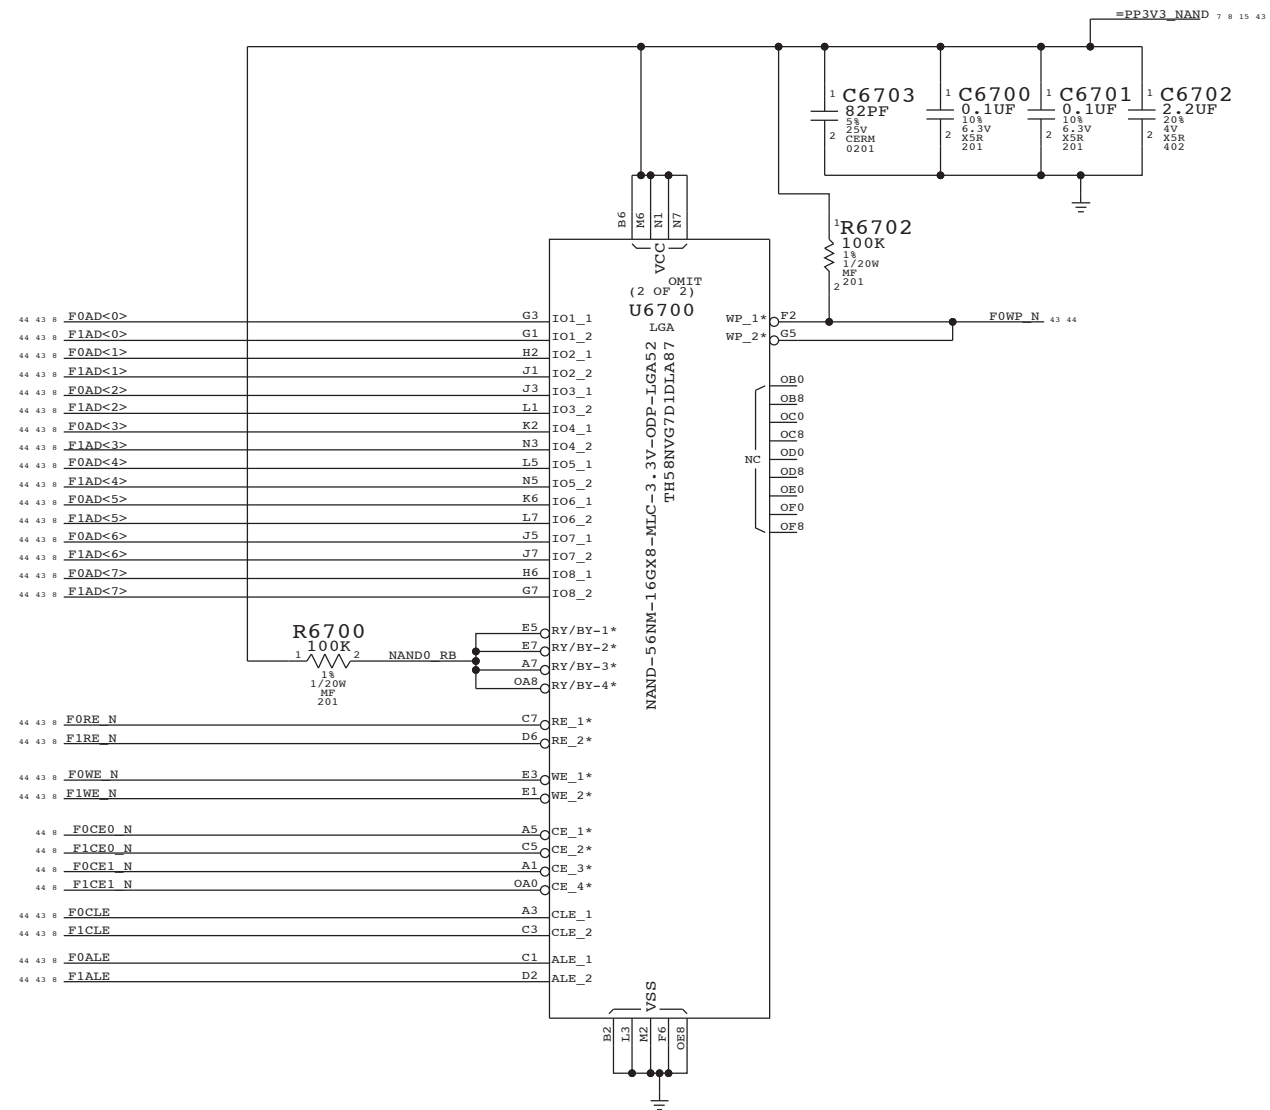 =PP3V3_NAND 7 8 15 43
1 C6703
82PF
5%
25V
2 CERM
0201
1 C6700
0.1UF
10%
6.3V
2 X5R
201
1 C6701
0.1UF
10%
6.3V
2 X5R
201
1 C6702
2.2UF
20%
4V
2 X5R
402
B6
M6
N1
N7
VCC
1 R6702
100K
1%
1/20W
MF
2 201
OMIT
(2 OF 2)
U6700
LGA
NAND-56NM-16GX8-MLC-3.3V-ODP-LGA52
TH58NVG7D1DLA87
44 43 8 F0AD<0> G3 IO1_1
44 43 8 F1AD<0> G1 IO1_2
44 43 8 F0AD<1> H2 IO2_1
44 43 8 F1AD<1> J1 IO2_2
44 43 8 F0AD<2> J3 IO3_1
44 43 8 F1AD<2> L1 IO3_2
44 43 8 F0AD<3> K2 IO4_1
44 43 8 F1AD<3> N3 IO4_2
44 43 8 F0AD<4> L5 IO5_1
44 43 8 F1AD<4> N5 IO5_2
44 43 8 F0AD<5> K6 IO6_1
44 43 8 F1AD<5> L7 IO6_2
44 43 8 F0AD<6> J5 IO7_1
44 43 8 F1AD<6> J7 IO7_2
44 43 8 F0AD<7> H6 IO8_1
44 43 8 F1AD<7> G7 IO8_2
WP_1* F2 F0WP_N 43 44
WP_2* G5
NC
OB0
OB8
OC0
OC8
OD0
OD8
OE0
OF0
OF8
R6700
1 100K 2
1%
1/20W
MF
201
NAND0_RB
E5 RY/BY-1*
E7 RY/BY-2*
A7 RY/BY-3*
OA8 RY/BY-4*
44 43 8 F0RE_N C7 RE_1*
44 43 8 F1RE_N D6 RE_2*
44 43 8 F0WE_N E3 WE_1*
44 43 8 F1WE_N E1 WE_2*
44 8 F0CE0_N A5 CE_1*
44 8 F1CE0_N C5 CE_2*
44 8 F0CE1_N A1 CE_3*
44 8 F1CE1_N OA0 CE_4*
44 43 8 F0CLE A3 CLE_1
44 43 8 F1CLE C3 CLE_2
44 43 8 F0ALE C1 ALE_1
44 43 8 F1ALE D2 ALE_2
VSS
B2
L3
M2
F6
OE8